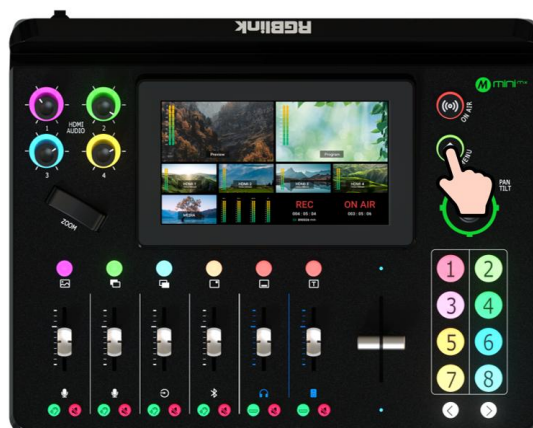 RGBlink
mini mx
ON AIR
MENU
PAN
TILT
1
2
HDMI
AUDIO
3
4
ZOOM
Preview
Program
HDMI 1
HDMI 2
HDMI 3
HDMI 4
MEDIA
REC
ON AIR
T
1
2
3
4
5
6
7
8